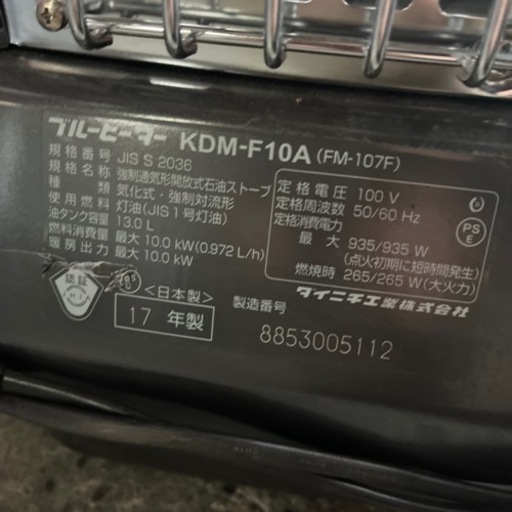 ブルーヒーター KDM-F10A (FM-107F)
規格番号 JIS S 2036
規格名称 強制通気形開放式石油ストーブ
種類 気化式・強制対流形
使用燃料 灯油(JIS1号灯油)
油タンク容量 13.0 L
燃料消費量 最大 10.0 kW(0.972 L/h)
暖房出力 最大 10.0 kW
定格電圧 100 V
定格周波数 50/60 Hz
定格消費電力
最大 935/935 W
(点火初期に短時間発生)
燃焼時 265/265 W(大火力)
PS
E
ダイニチ工業株式会社
認証
JHIA
<日本製>
17 年製
製造番号
8853005112